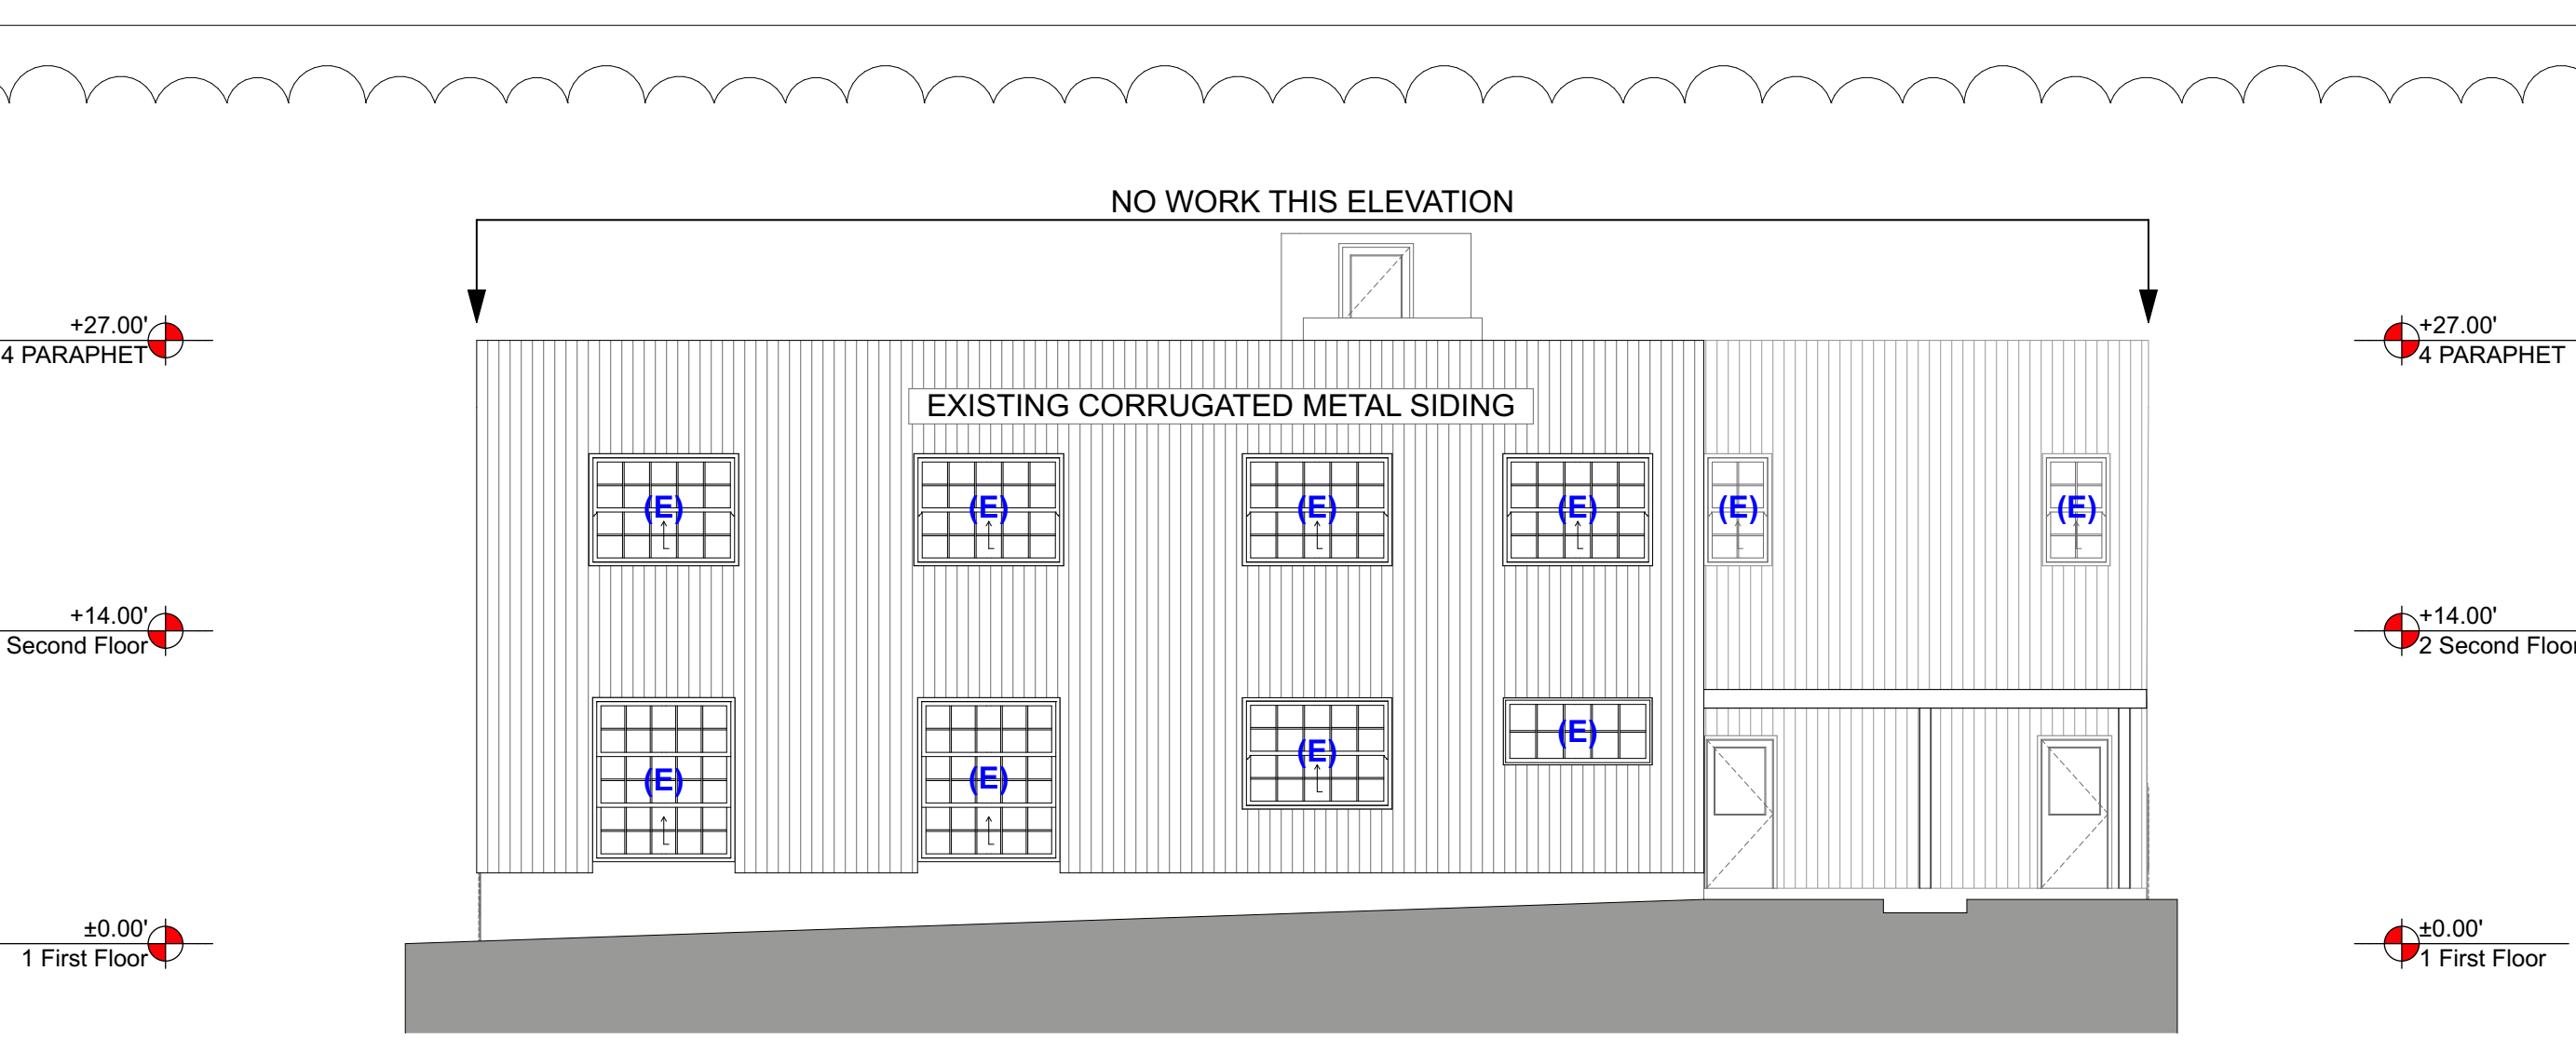 NO WORK THIS ELEVATION
+27.00' +27.00'
4 PARAPHET 4 PARAPHET
EXISTING CORRUGATED METAL SIDING
(E) (E) (E) (E) (E) (E)
+14.00' +14.00'
Second Floor 2 Second Floor
(E) (E) (E) (E)
±0.00' ±0.00'
1 First Floor 1 First Floor